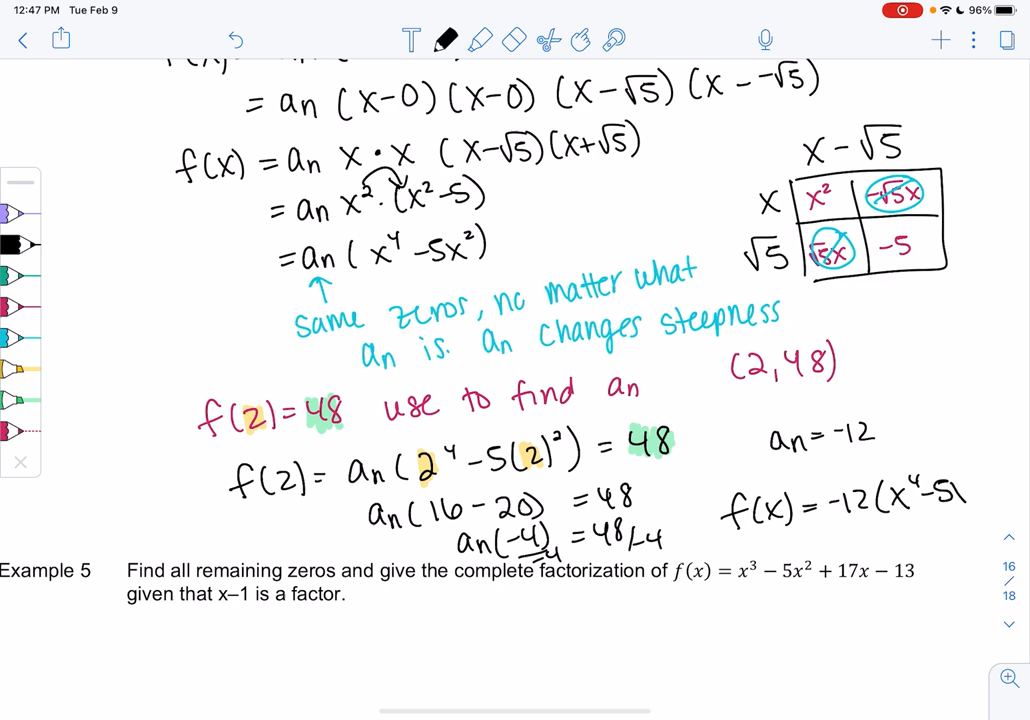 12:47 PM Tue Feb 9
96%
= an (x-0)(x-0) (x-√5) (x--√5)
f(x) = an x • x (x-√5)(x+√5)
= an x². (x²-5)
= an ( x⁴ -5x²)
x - √5
x x² -√5x
√5 √5x -5
same zeros, no matter what
an is. an changes steepness
(2,48)
f(2)= 48 use to find an
f(2)= an( 2⁴ -5(2)²) = 48
an = -12
an( 16 - 20) = 48
f(x) = -12(x⁴-5
an(-4) = 48/-4
-4
Example 5 Find all remaining zeros and give the complete factorization of f(x) = x³ − 5x² + 17x − 13
given that x–1 is a factor.
16
/
18